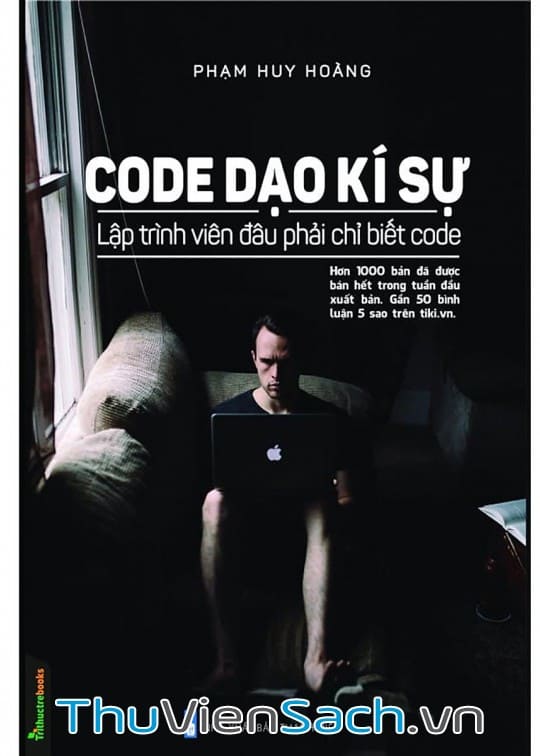 PHẠM HUY HOÀNG
CODE DẠO KÍ SỰ
Lập trình viên đâu phải chỉ biết code
Hơn 1000 bản đã được
bán hết trong tuần đầu
xuất bản. Gần 50 bình
luận 5 sao trên tiki.vn.
Trithuctrebooks
ThuVienSach.vn